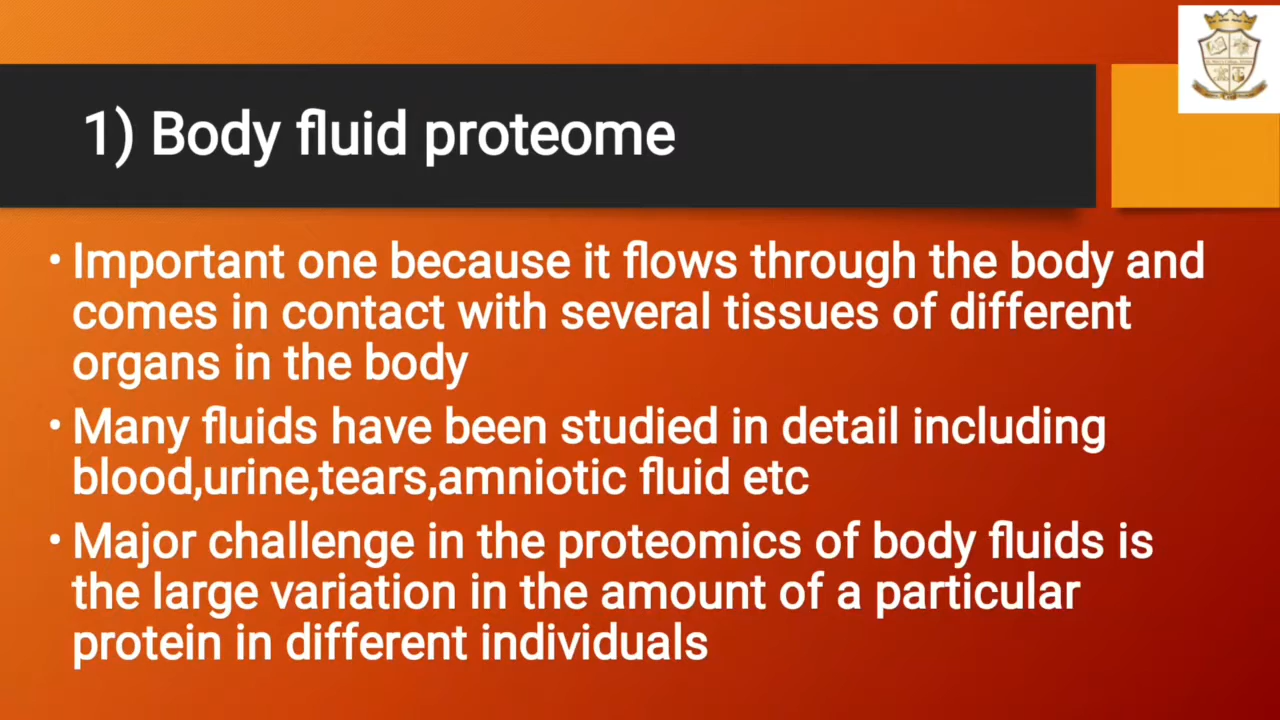 1) Body fluid proteome
• Important one because it flows through the body and
comes in contact with several tissues of different
organs in the body
• Many fluids have been studied in detail including
blood,urine,tears,amniotic fluid etc
• Major challenge in the proteomics of body fluids is
the large variation in the amount of a particular
protein in different individuals